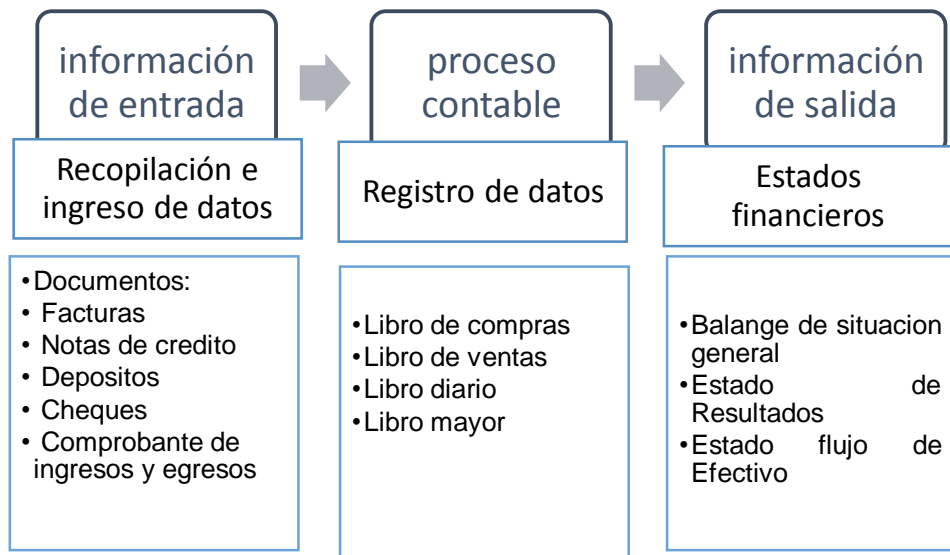 información
de entrada
Recopilación e
ingreso de datos
•Documentos:
• Facturas
• Notas de credito
• Depositos
• Cheques
• Comprobante de
ingresos y egresos
proceso
contable
Registro de datos
•Libro de compras
•Libro de ventas
•Libro diario
•Libro mayor
información
de salida
Estados
financieros
•Balange de situacion
general
•Estado de
Resultados
•Estado flujo de
Efectivo